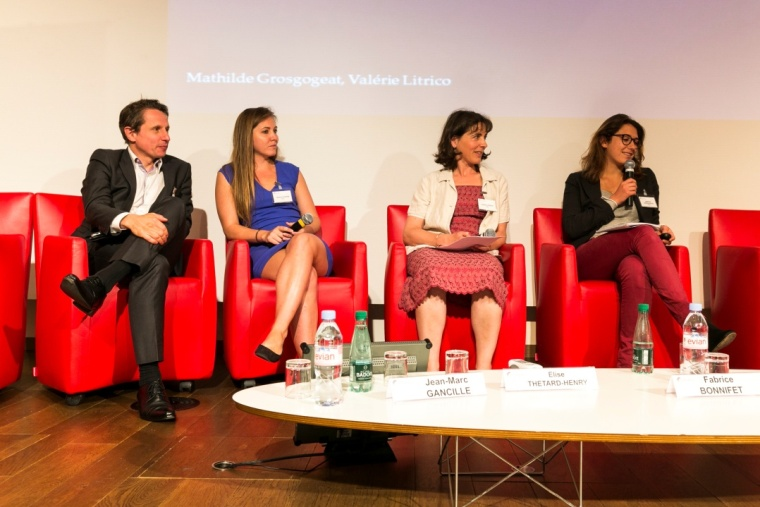 Mathilde Grosgogeat, Valérie Litrico
evian
BADOIT
evian
Jean-Marc
GANCILLE
Elise
THETARD-HENRY
Fabrice
BONNIFET